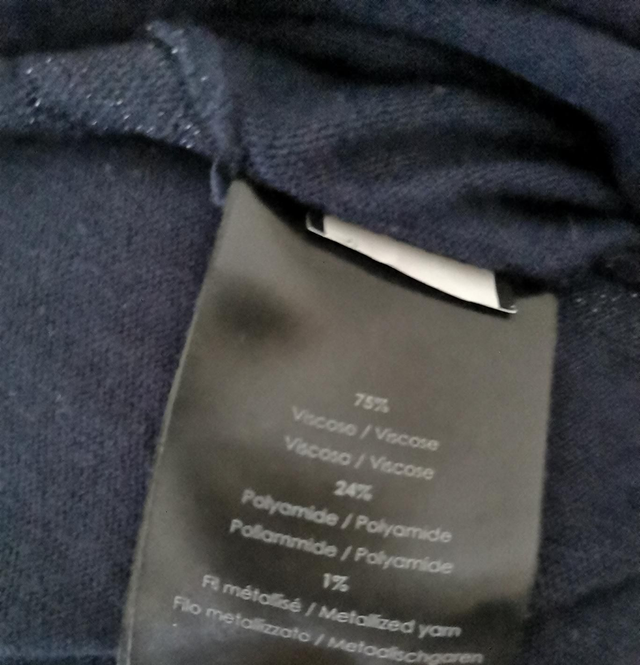 75%
Viscose / Viscose
Viscosa / Viscose
24%
Polyamide / Polyamide
Poliammide / Polyamide
1%
Fil métallisé / Metallized yarn
Filo metallizzato / Metaalischgaren